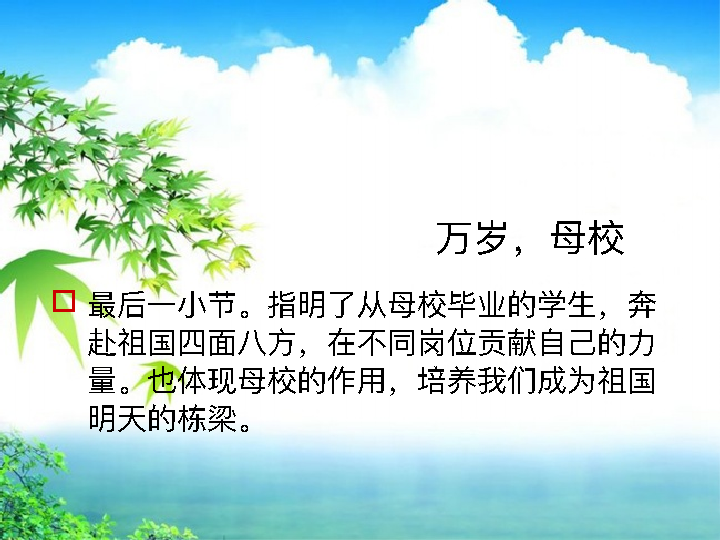 万岁，母校
最后一小节。指明了从母校毕业的学生，奔
赴祖国四面八方，在不同岗位贡献自己的力
量。也体现母校的作用，培养我们成为祖国
明天的栋梁。